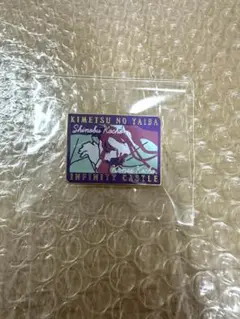 KIMETSU NO YAIBA
Shinobu Kocho
Kanae Kocho
INFINITY CASTLE